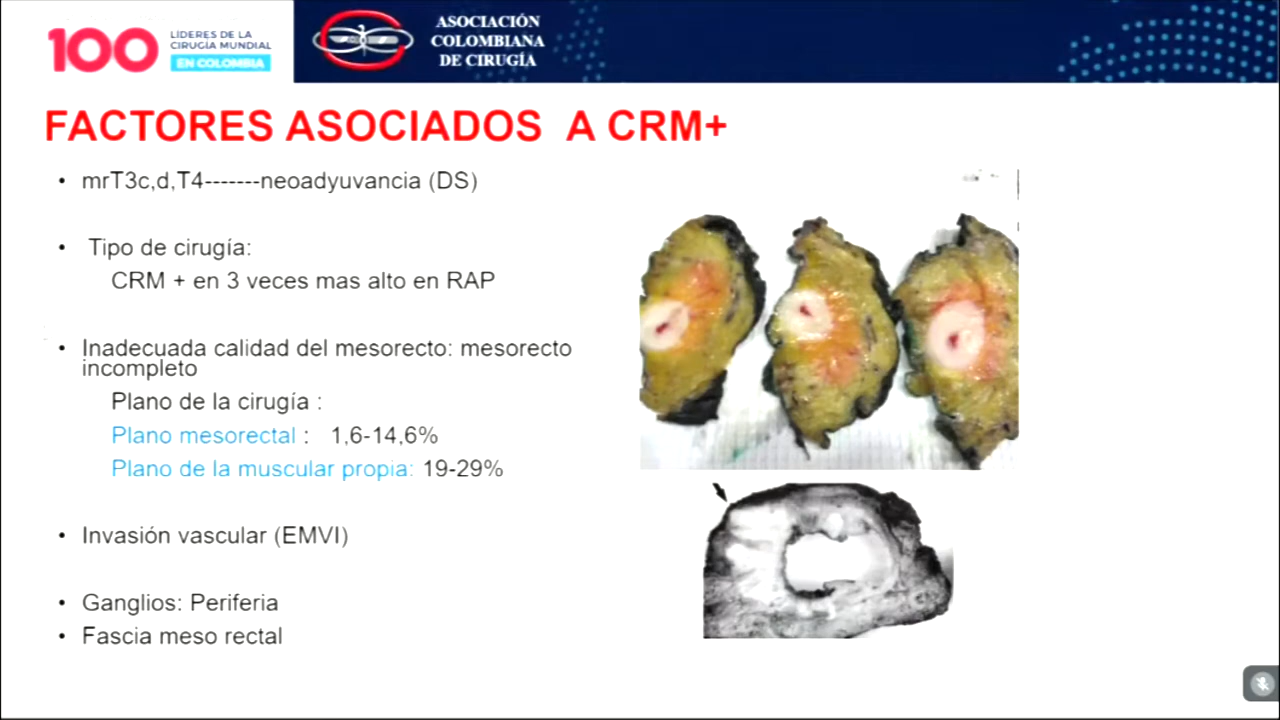 100
LÍDERES DE LA
CIRUGÍA MUNDIAL
EN COLOMBIA
ASOCIACIÓN
COLOMBIANA
DE CIRUGÍA
FACTORES ASOCIADOS A CRM+
• mrT3c,d,T4-------neoadyuvancia (DS)
• Tipo de cirugía:
CRM + en 3 veces mas alto en RAP
• Inadecuada calidad del mesorecto: mesorecto
incompleto
Plano de la cirugía :
Plano mesorectal : 1,6-14,6%
Plano de la muscular propia: 19-29%
• Invasión vascular (EMVI)
• Ganglios: Periferia
• Fascia meso rectal